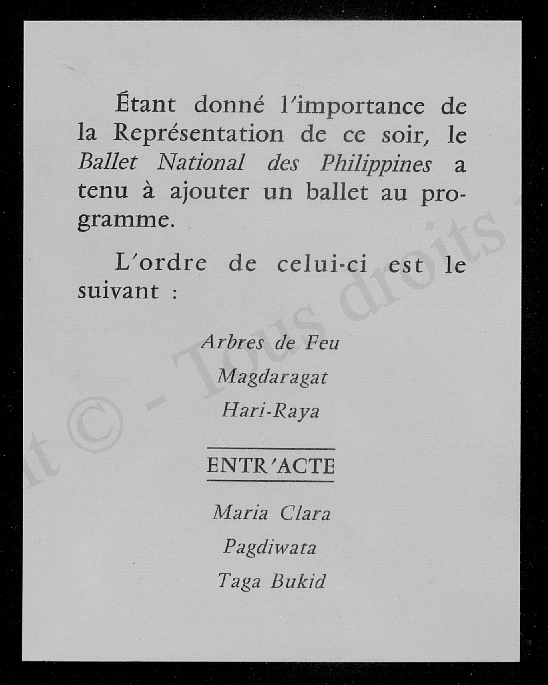 Étant donné l'importance de
la Représentation de ce soir, le
Ballet National des Philippines a
tenu à ajouter un ballet au pro-
gramme.
L'ordre de celui-ci est le
suivant :
Arbres de Feu
Magdaragat
Hari-Raya
ENTR'ACTE
Maria Clara
Pagdiwata
Taga Bukid
© - Tous droits